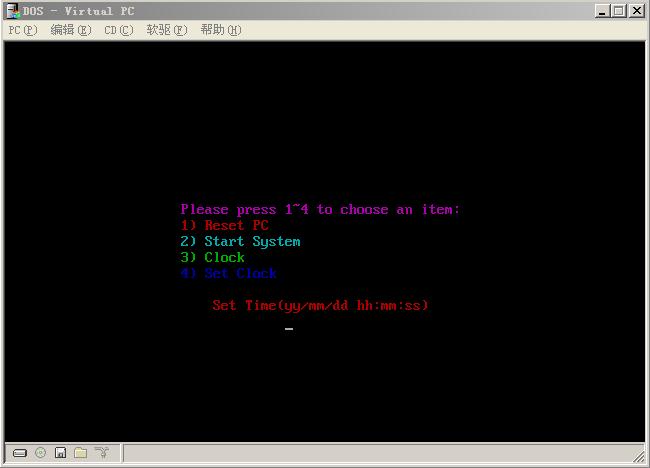 DOS - Virtual PC
PC(P) 编辑(E) CD(C) 软驱(F) 帮助(H)
Please press 1~4 to choose an item:
1) Reset PC
2) Start System
3) Clock
4) Set Clock
Set Time(yy/mm/dd hh:mm:ss)